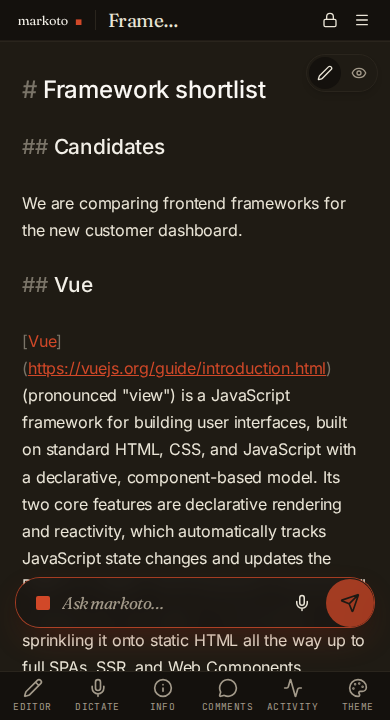 markoto
Frame...
# Framework shortlist
## Candidates
We are comparing frontend frameworks for
the new customer dashboard.
## Vue
[Vue]
(https://vuejs.org/guide/introduction.html)
(pronounced "view") is a JavaScript
framework for building user interfaces, built
on standard HTML, CSS, and JavaScript with
a declarative, component-based model. Its
two core features are declarative rendering
and reactivity, which automatically tracks
JavaScript state changes and updates the
Ask markoto...
sprinkling it onto static HTML all the way up to
full SPAs, SSR, and Web Components.
EDITOR
DICTATE
INFO
COMMENTS
ACTIVITY
THEME